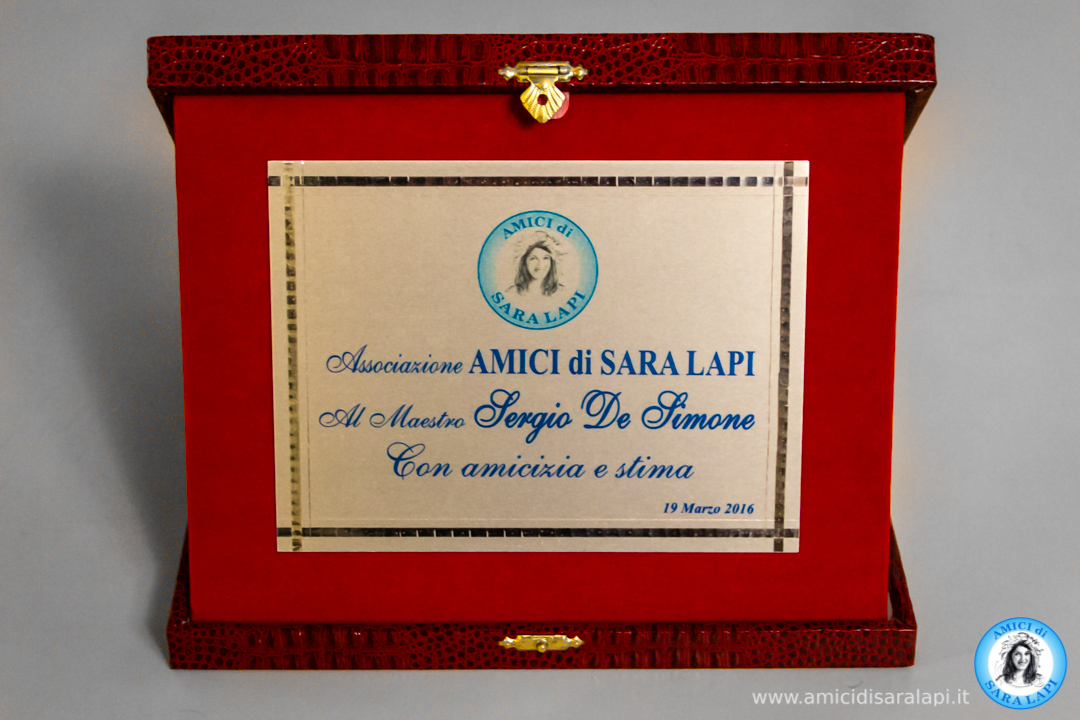 AMICI di
SARA LAPI
Associazione AMICI di SARA LAPI
Al Maestro Sergio De Simone
Con amicizia e stima
19 Marzo 2016
AMICI di
SARA LAPI
www.amicidisaralapi.it